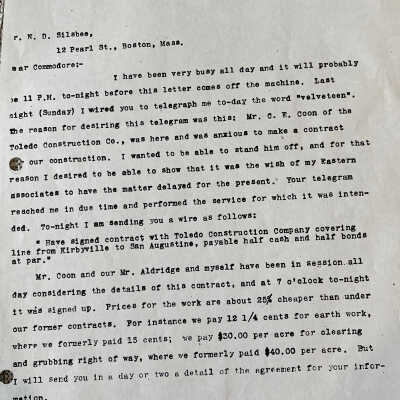 r. N. D. Silsbee,
12 Pearl St., Boston, Mass.
ear Commodore:-
I have been very busy all day and it will probably
be 11 P.M. to-night before this letter comes off the machine. Last
night (Sunday) I wired you to telegraph me to-day the word "velveteen".
The reason for desiring this telegram was this: Mr. C. E. Coon of the
Toledo Construction Co., was here and was anxious to make a contract
r our construction. I wanted to be able to stand him off, and for that
reason I desired to be able to show that it was the wish of my Eastern
associates to have the matter delayed for the present. Your telegram
reached me in due time and performed the service for which it was inten-
ded. To-night I am sending you a wire as follows:
" Have signed contract with Toledo Construction Company covering
line from Kirbyville to San Augustine, payable half cash and half bonds
at par."
Mr. Coon and our Mr. Aldridge and myself have been in session all
day considering the details of this contract, and at 7 o'clock to-night
it was signed up. Prices for the work are about 25% cheaper than under
our former contracts. For instance we pay 12 1/4 cents for earth work,
where we formerly paid 15 cents; we pay $30.00 per acre for clearing
and grubbing right of way, where we formerly paid $40.00 per acre. But
I will send you in a day or two a detail of the agreement for your infor-
mation.